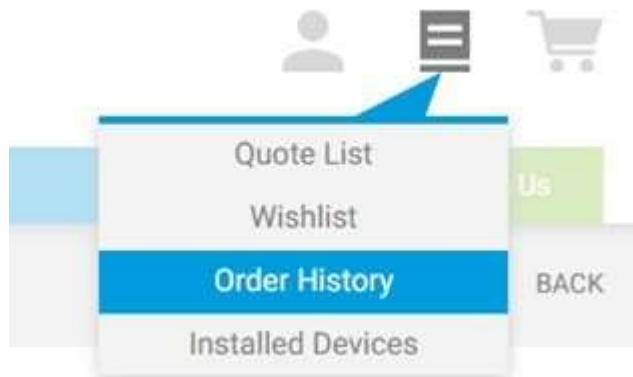 Quote List
Us
Wishlist
Order History
BACK
Installed Devices